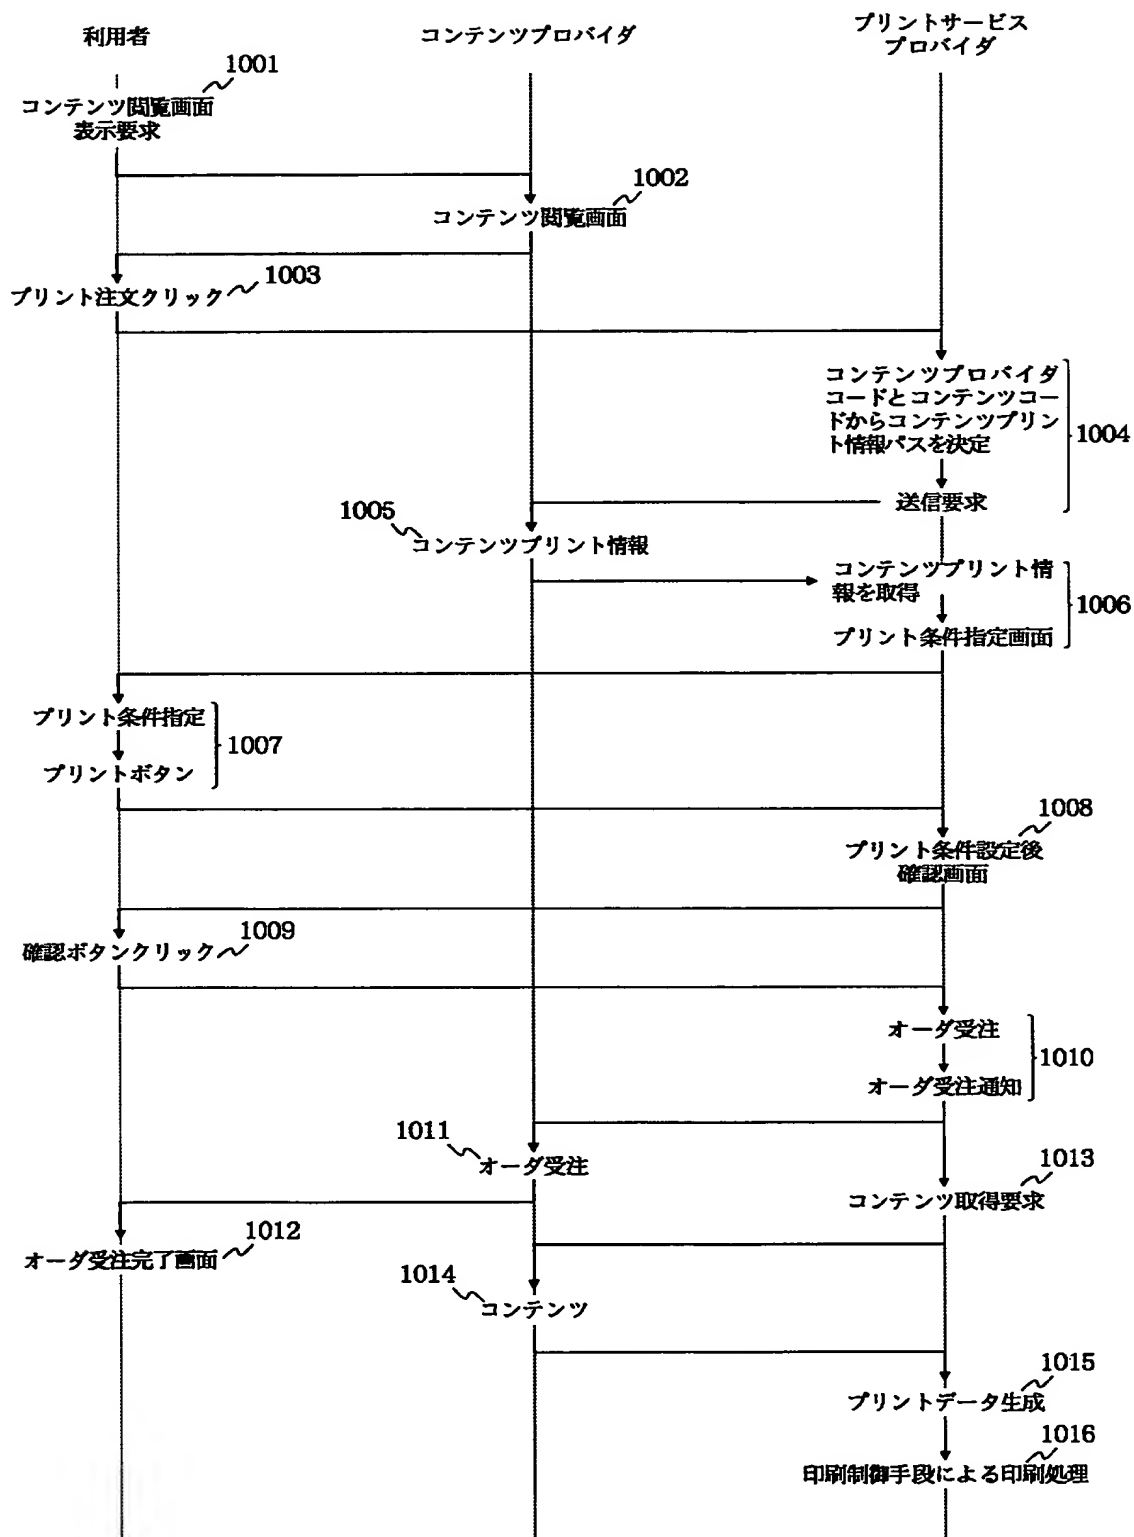 利用者
コンテンツプロバイダ
プリントサービス
プロバイダ
1001
コンテンツ閲覧画面
表示要求
1002
コンテンツ閲覧画面
1003
プリント注文クリック
コンテンツプロバイダ
コードとコンテンツコー
ドからコンテンツプリン
ト情報パスを決定
1004
送信要求
1005
コンテンツプリント情報
コンテンツプリント情
報を取得
1006
プリント条件指定画面
プリント条件指定
1007
プリントボタン
1008
プリント条件設定後
確認画面
1009
確認ボタンクリック
オーダ受注
1010
オーダ受注通知
1011
オーダ受注
1013
コンテンツ取得要求
1012
オーダ受注完了画面
1014
コンテンツ
1015
プリントデータ生成
1016
印刷制御手段による印刷処理